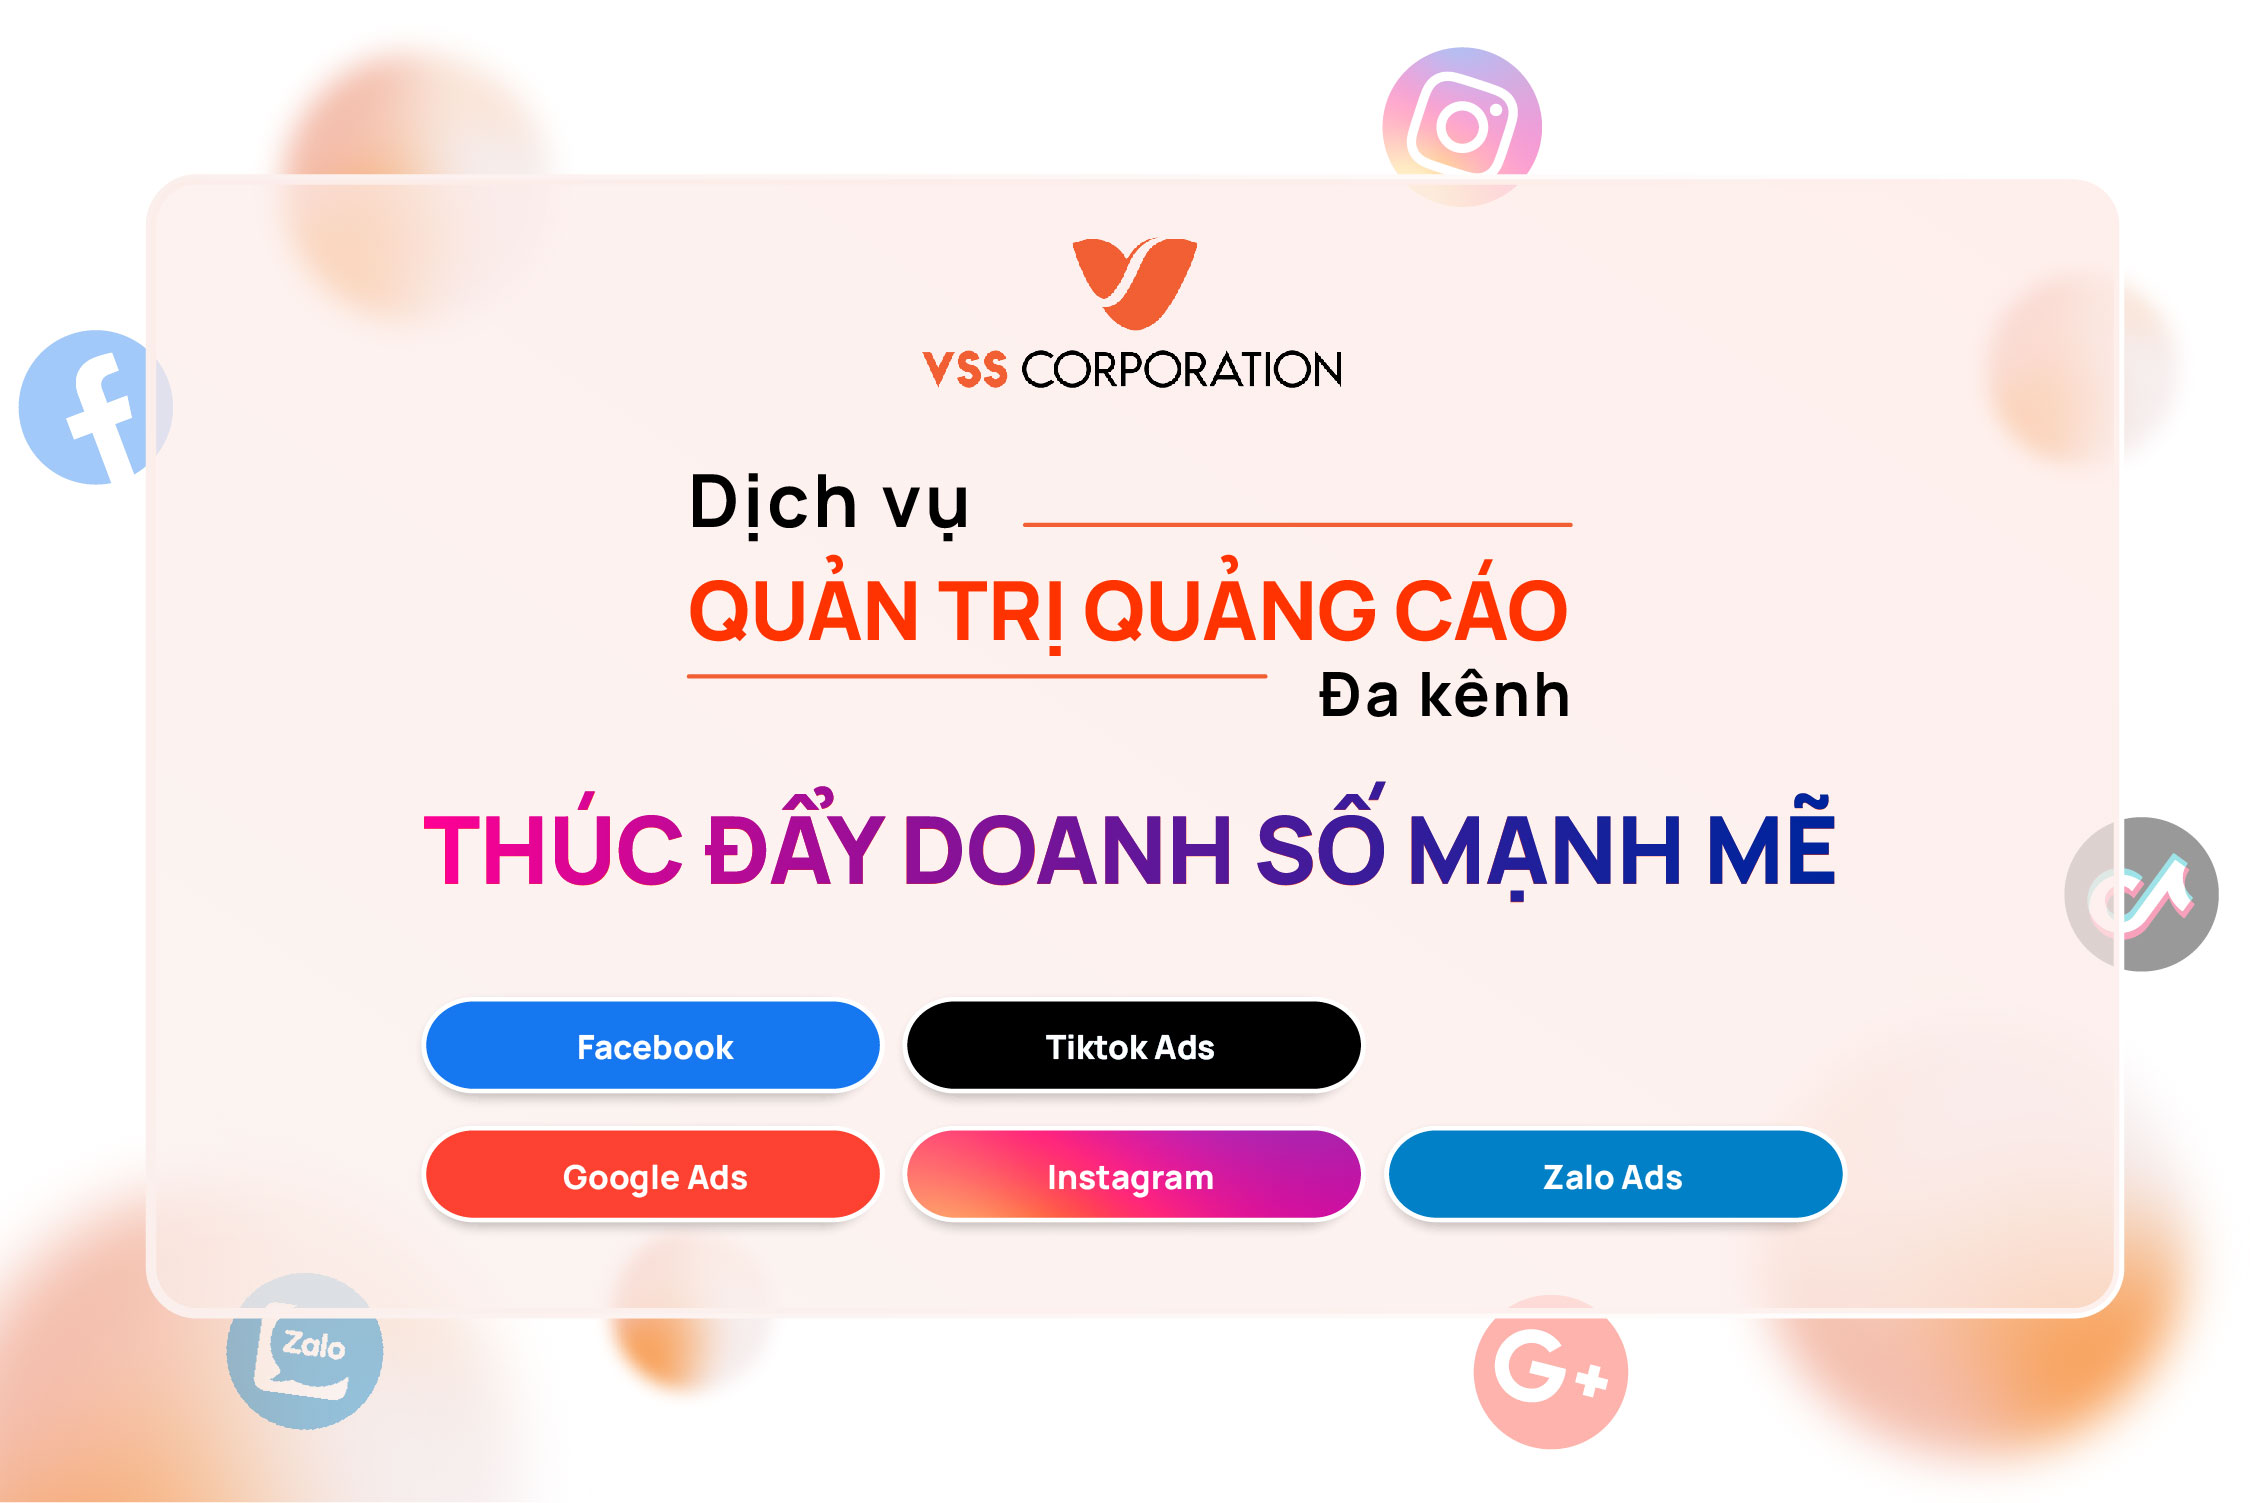 VSS CORPORATION
Dịch vụ
QUẢN TRỊ QUẢNG CÁO
Đa kênh
THÚC ĐẨY DOANH SỐ MẠNH MẼ
Facebook
Tiktok Ads
Google Ads
Instagram
Zalo Ads
Zalo
G+